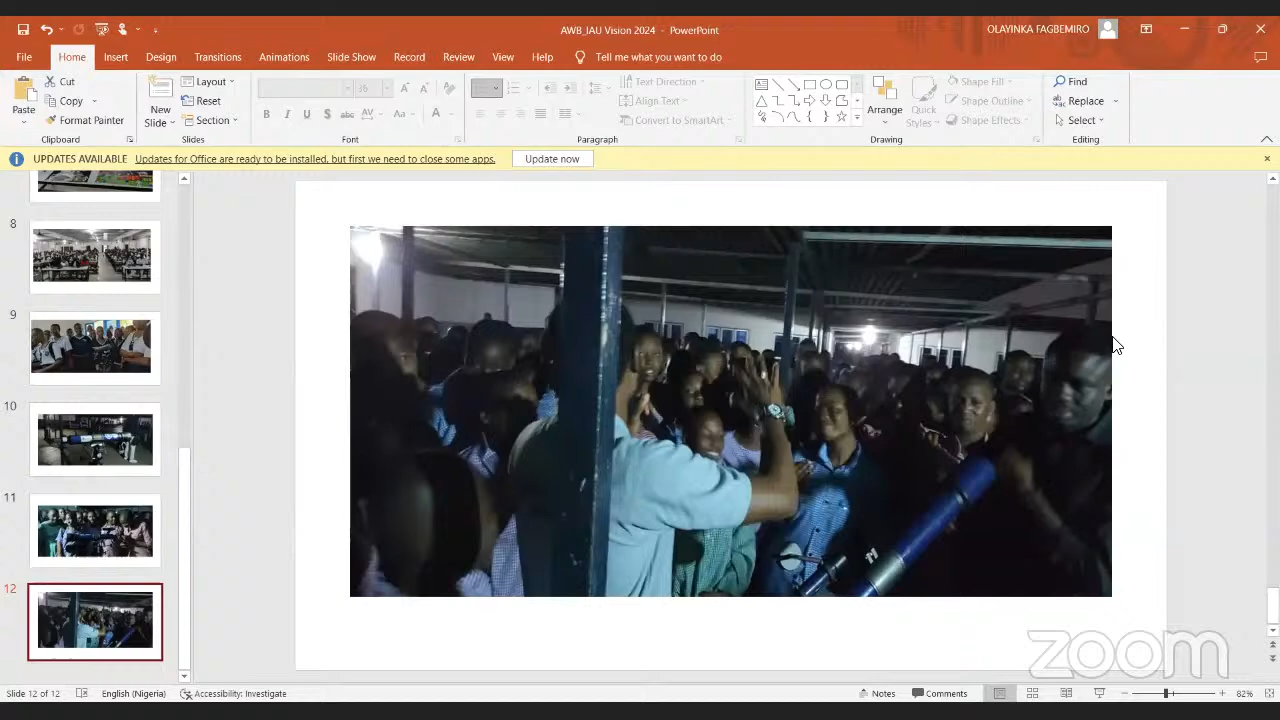 AWB_IAU Vision 2024 - PowerPoint
OLAYINKA FAGBEMIRO
File Home Insert Design Transitions Animations Slide Show Record Review View Help Tell me what you want to do
Paste
Cut
Copy
Format Painter
Clipboard
New
Slide
Layout
Reset
Section
Slides
36
B I U S abc AV Aa A
Font
Text Direction
Align Text
Convert to SmartArt
Paragraph
Arrange
Quick
Styles
Shape Fill
Shape Outline
Shape Effects
Drawing
Find
Replace
Select
Editing
UPDATES AVAILABLE Updates for Office are ready to be installed, but first we need to close some apps. Update now
8
9
10
11
12
zoom
Slide 12 of 12 English (Nigeria) Accessibility: Investigate Notes Comments 82%